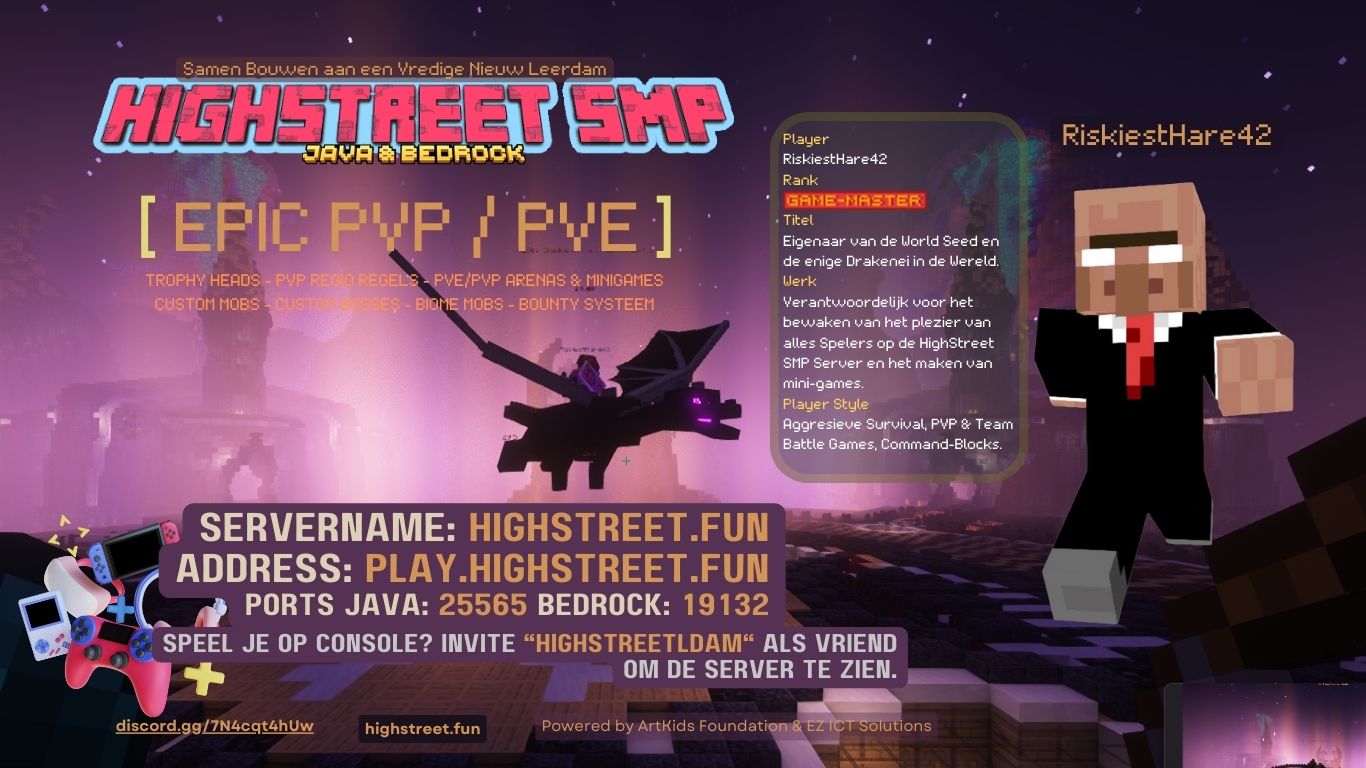 Samen Bouwen aan een Vredige Nieuw Leerdam
HIGHSTREET SMP
JAVA & BEDROCK
[ EPIC PVP / PVE ]
TROPHY HEADS - PVP REGIO REGELS - PVE/PVP ARENAS & MINIGAMES
CUSTOM MOBS - CUSTOM BOSSES - BIOME MOBS - BOUNTY SYSTEEM
Player
RiskiestHare42
Rank
GAME-MASTER
Titel
Eigenaar van de World Seed en
de enige Drakenei in de Wereld.
Werk
Verantwoordelijk voor het
bewaken van het plezier van
alles Spelers op de HighStreet
SMP Server en het maken van
mini-games.
Player Style
Aggresieve Survival, PVP & Team
Battle Games, Command-Blocks.
RiskiestHare42
SERVERNAME: HIGHSTREET.FUN
ADDRESS: PLAY.HIGHSTREET.FUN
PORTS JAVA: 25565 BEDROCK: 19132
SPEEL JE OP CONSOLE? INVITE “HIGHSTREETLDAM“ ALS VRIEND
OM DE SERVER TE ZIEN.
discord.gg/7N4cqt4hUw
highstreet.fun
Powered by ArtKids Foundation & EZ ICT Solutions